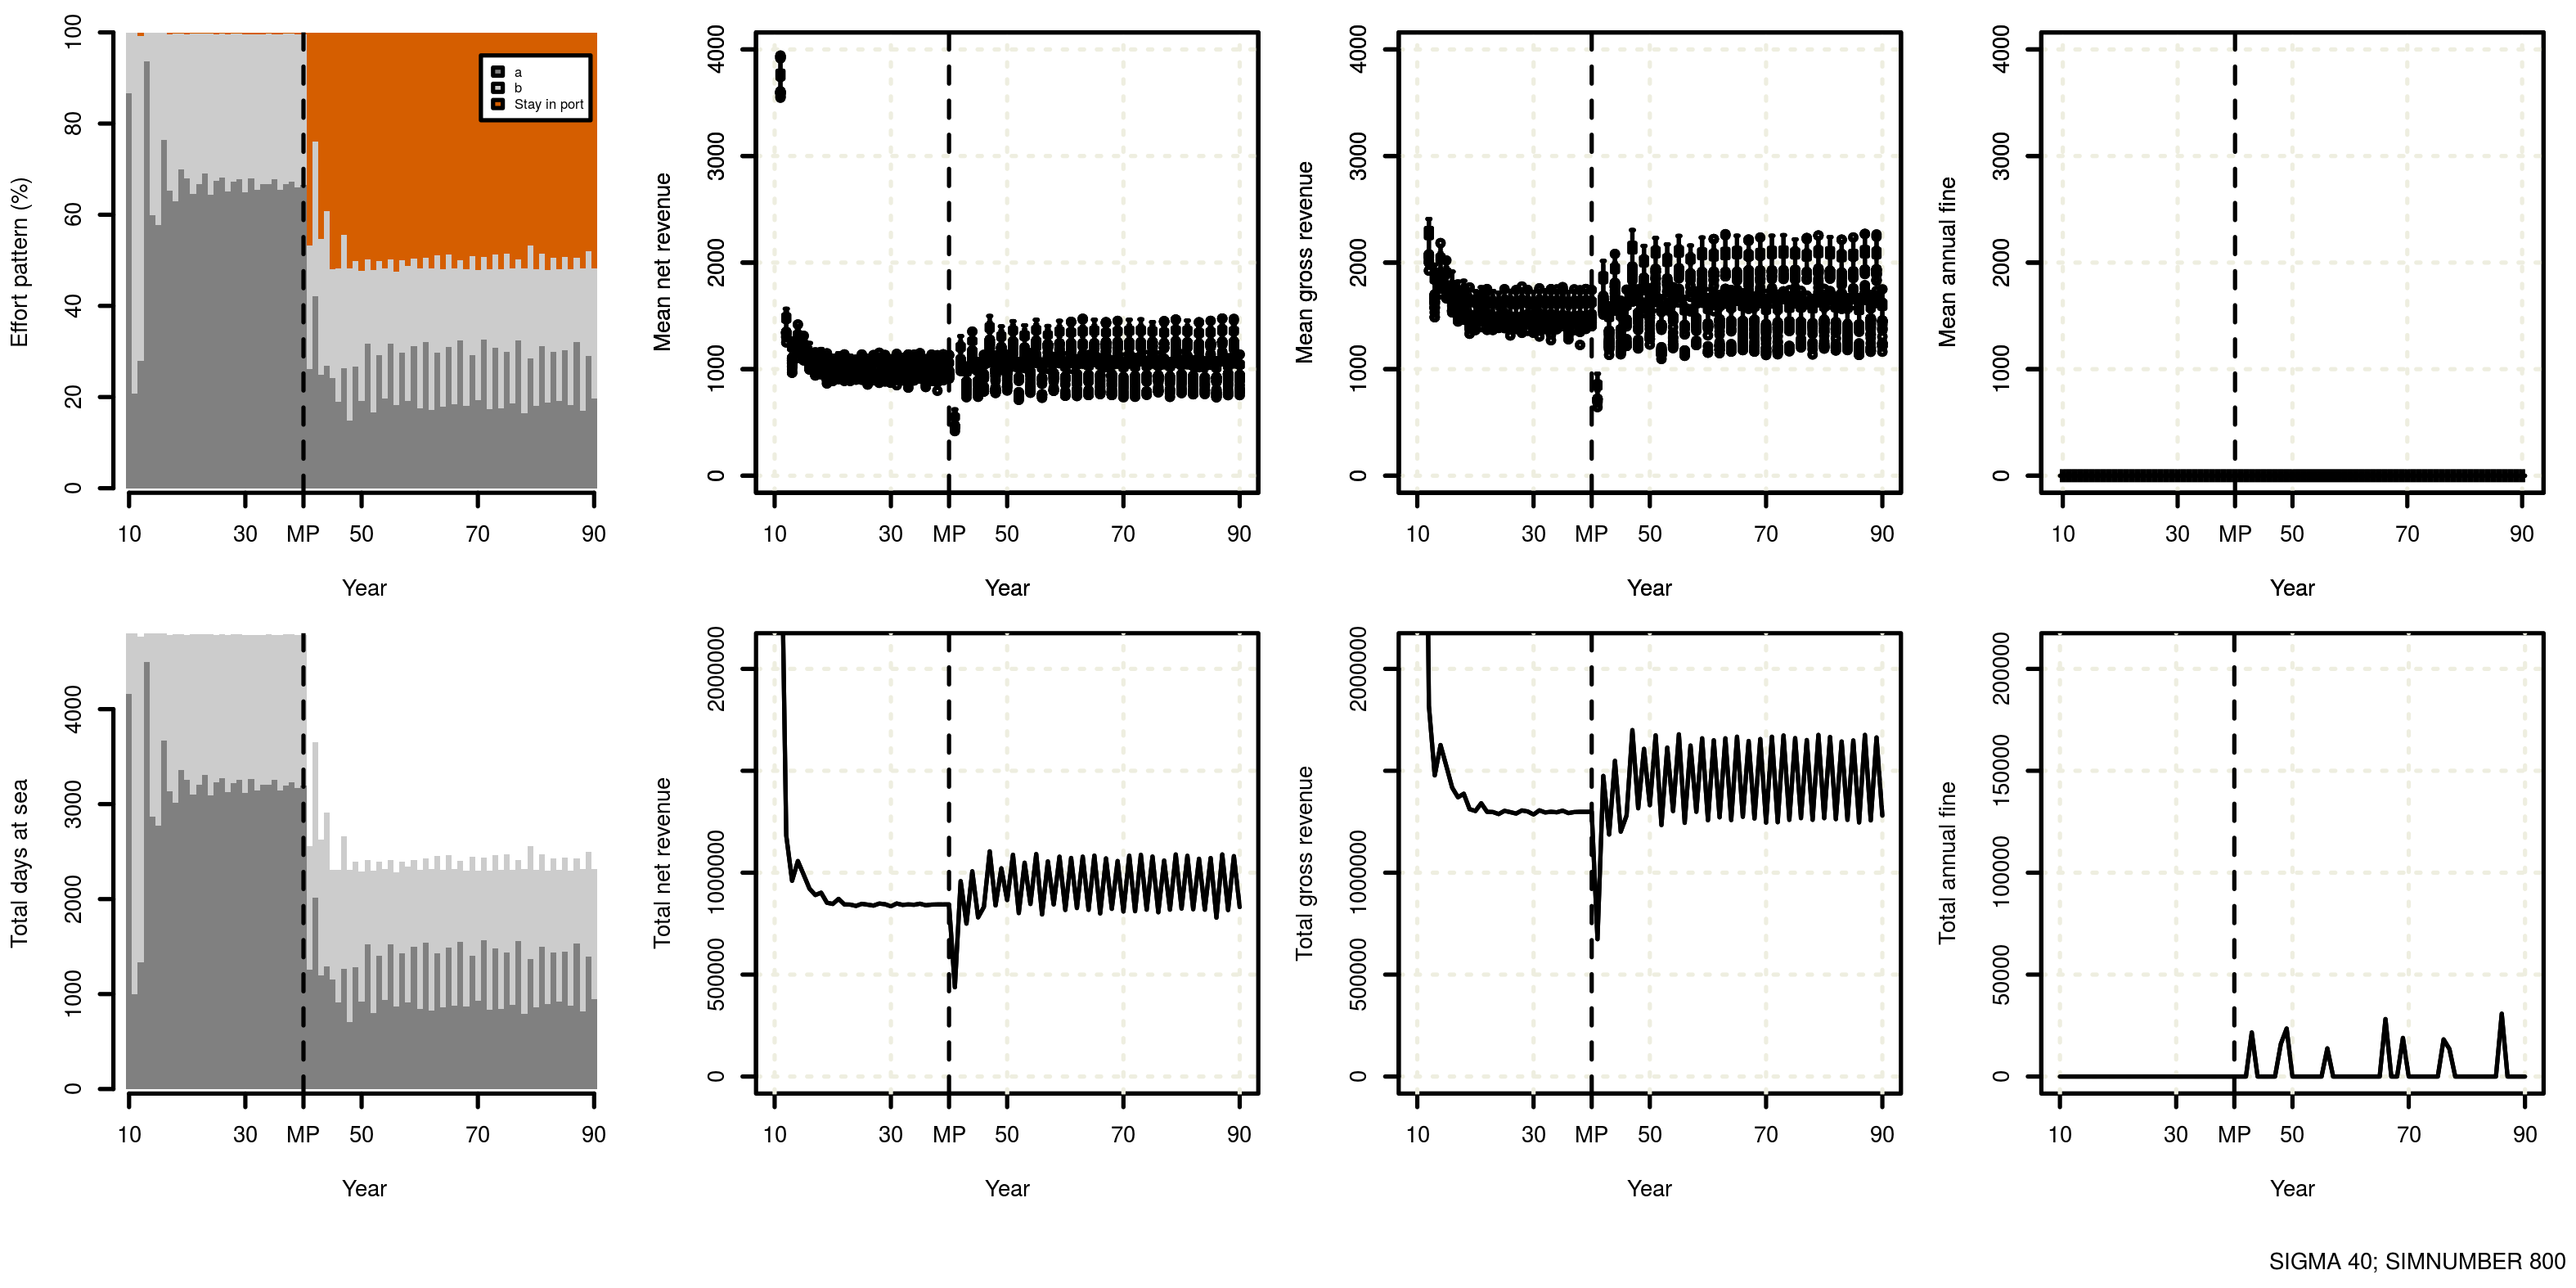 Effort pattern (%)
0
20
40
60
80
100
a
b
Stay in port
10
30
MP
50
70
90
Year
Mean net revenue
0
1000
2000
3000
4000
10
30
MP
50
70
90
Year
Mean gross revenue
0
1000
2000
3000
4000
10
30
MP
50
70
90
Year
Mean annual fine
0
1000
2000
3000
4000
10
30
MP
50
70
90
Year
Total days at sea
0
1000
2000
3000
4000
10
30
MP
50
70
90
Year
Total net revenue
0
500000
1000000
2000000
10
30
MP
50
70
90
Year
Total gross revenue
0
500000
1000000
2000000
10
30
MP
50
70
90
Year
Total annual fine
0
50000
100000
150000
200000
10
30
MP
50
70
90
Year
SIGMA 40; SIMNUMBER 800